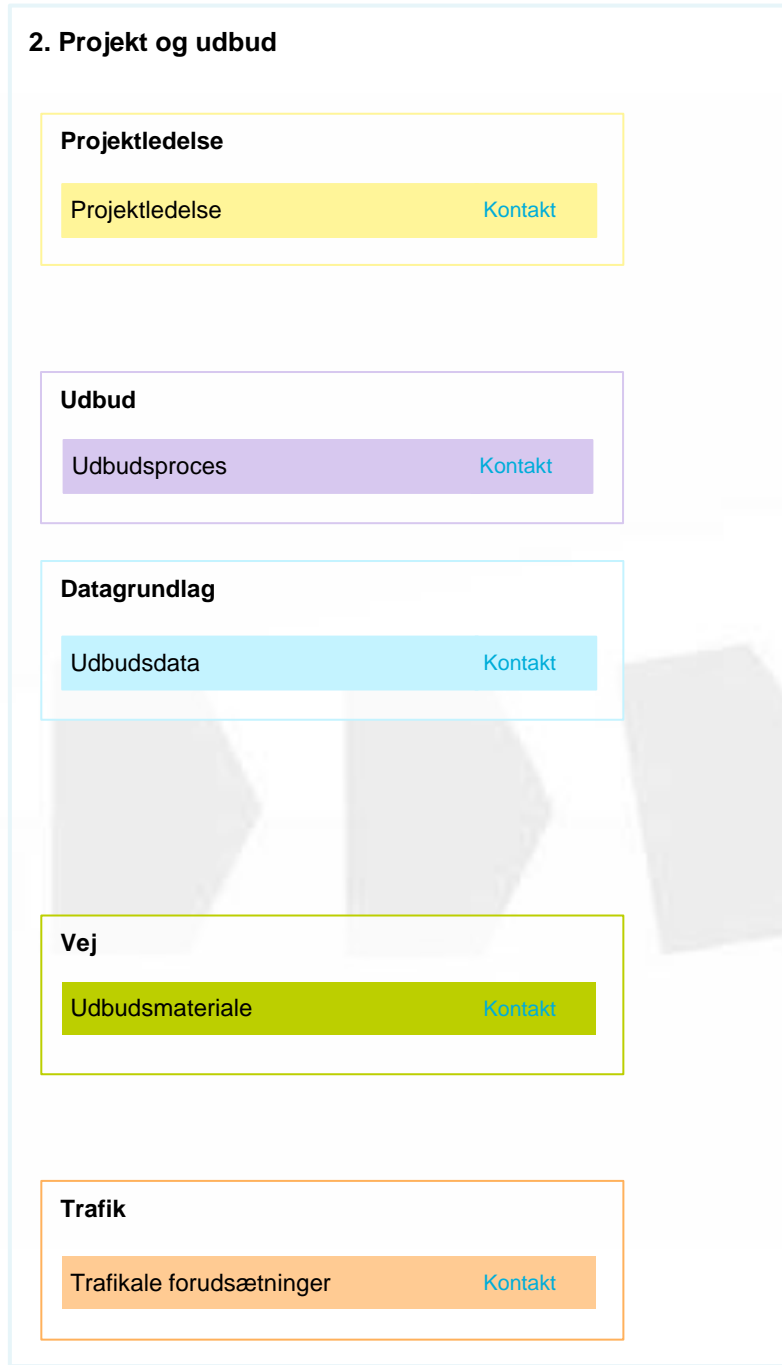 2. Projekt og udbud
Projektledelse
Projektledelse Kontakt
Udbud
Udbudsproces Kontakt
Datagrundlag
Udbudsdata Kontakt
Vej
Udbudsmateriale Kontakt
Trafik
Trafikale forudsætninger Kontakt